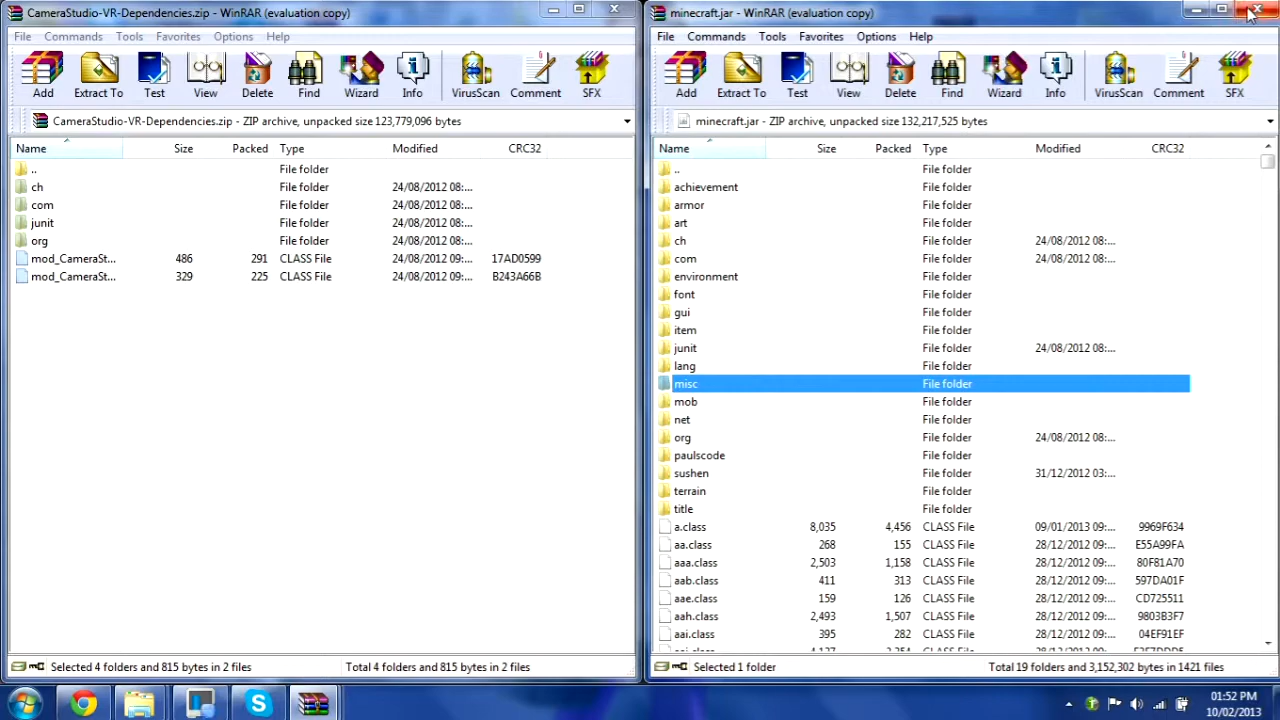 CameraStudio-VR-Dependencies.zip - WinRAR (evaluation copy)
File Commands Tools Favorites Options Help
Add Extract To Test View Delete Find Wizard Info VirusScan Comment SFX
CameraStudio-VR-Dependencies.zip - ZIP archive, unpacked size 123,779,096 bytes
Name Size Packed Type Modified CRC32
.. File folder
ch File folder 24/08/2012 08:...
com File folder 24/08/2012 08:...
junit File folder 24/08/2012 08:...
org File folder 24/08/2012 08:...
mod_CameraSt... 486 291 CLASS File 24/08/2012 09:... 17AD0599
mod_CameraSt... 329 225 CLASS File 24/08/2012 09:... B243A66B
Selected 4 folders and 815 bytes in 2 files Total 4 folders and 815 bytes in 2 files
minecraft.jar - WinRAR (evaluation copy)
File Commands Tools Favorites Options Help
Add Extract To Test View Delete Find Wizard Info VirusScan Comment SFX
minecraft.jar - ZIP archive, unpacked size 132,217,525 bytes
Name Size Packed Type Modified CRC32
.. File folder
achievement File folder
armor File folder
art File folder
ch File folder 24/08/2012 08:...
com File folder 24/08/2012 08:...
environment File folder
font File folder
gui File folder
item File folder
junit File folder 24/08/2012 08:...
lang File folder
misc File folder
mob File folder
net File folder
org File folder 24/08/2012 08:...
paulscode File folder
sushen File folder 31/12/2012 03:...
terrain File folder
title File folder
a.class 8,035 4,456 CLASS File 09/01/2013 09:... 9969F634
aa.class 268 155 CLASS File 28/12/2012 09:... E55A99FA
aaa.class 2,503 1,158 CLASS File 28/12/2012 09:... 80F81A70
aab.class 411 313 CLASS File 28/12/2012 09:... 597DA01F
aae.class 159 126 CLASS File 28/12/2012 09:... CD725511
aah.class 2,493 1,507 CLASS File 28/12/2012 09:... 9803B3F7
aai.class 395 282 CLASS File 28/12/2012 09:... 04EF91EF
Selected 1 folder Total 19 folders and 3,152,302 bytes in 1421 files
01:52 PM
10/02/2013